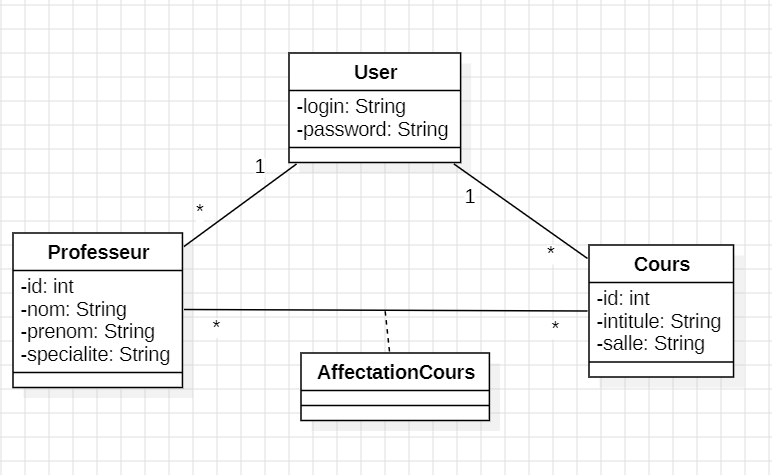 User
-login: String
-password: String
1
1
*
*
Professeur
-id: int
-nom: String
-prenom: String
-specialite: String
Cours
-id: int
-intitule: String
-salle: String
*
*
AffectationCours